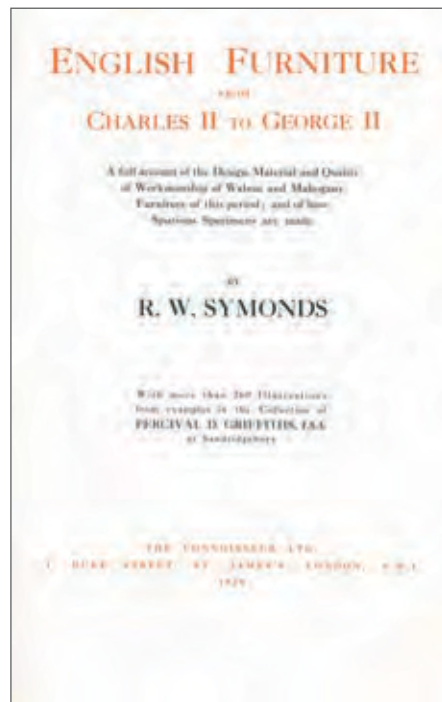 ENGLISH FURNITURE
FROM
CHARLES II TO GEORGE II
A full account of the Design, Material and Quality
of Workmanship of Walnut and Mahogany
Furniture of this period; and of how
Spurious Specimens are made
BY
R. W. SYMONDS
With more than 260 Illustrations
from examples in the Collection of
PERCIVAL D. GRIFFITHS, F.S.A.
at Sandridgebury
THE CONNOISSEUR LTD.
1, DUKE STREET, ST. JAMES'S, LONDON, S.W.1
1929